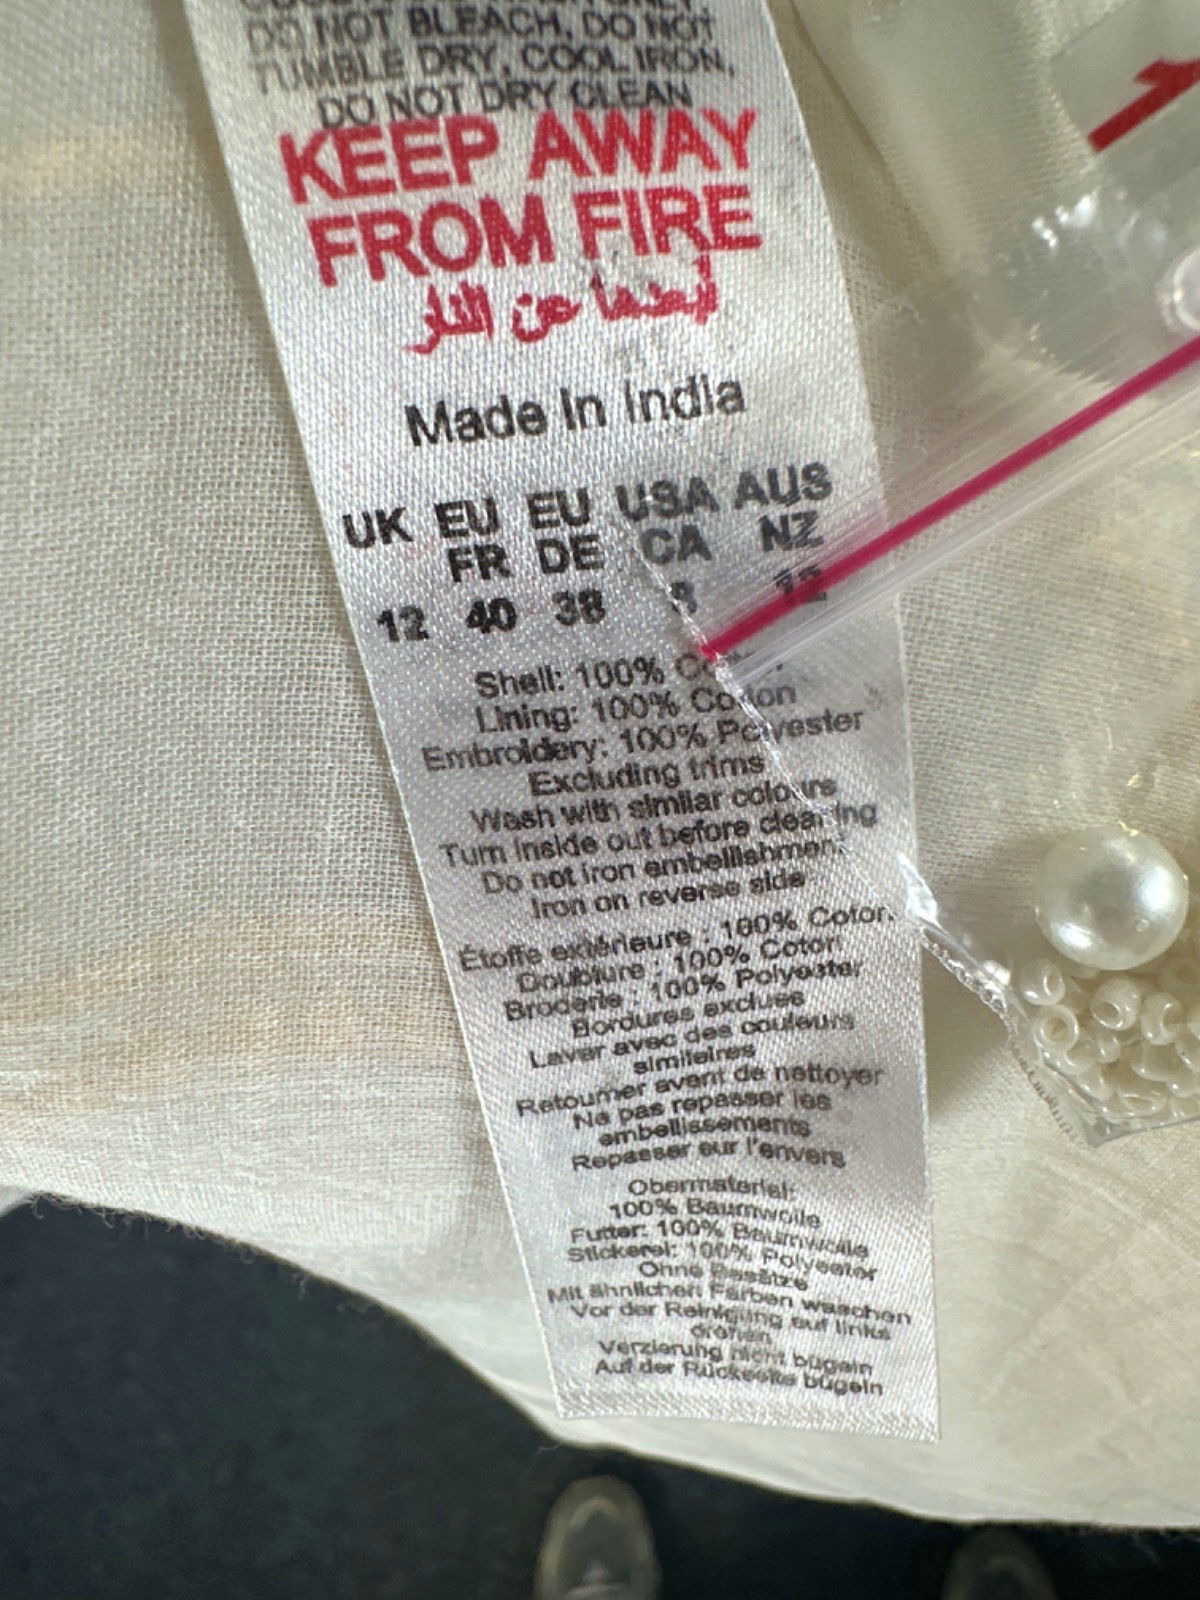 DO NOT BLEACH, DO NOT
TUMBLE DRY, COOL IRON,
DO NOT DRY CLEAN
KEEP AWAY
FROM FIRE
عن النار
Made In India
UK EU EU USA AUS
FR DE CA NZ
12 40 38 8 12
Shell: 100%
Lining: 100% Cotton
Embroidery: 100% Polyester
Excluding trims
Wash with similar colours
Turn inside out before cleaning
Do not iron embellishment
Iron on reverse side
Étoffe extérieure : 100% Coton
Doublure : 100% Coton
Broderie : 100% Polyester
Bordures exclues
Laver avec des couleurs
similaires
Retourner avant de nettoyer
Ne pas repasser les
embellissements
Repasser sur l'envers
Obermaterial:
100% Baumwolle
Futter: 100% Baumwolle
Stickerei: 100% Polyester
Ohne Besätze
Mit ähnlichen Farben waschen
Vor der Reinigung auf links
drehen
Verzierung nicht bügeln
Auf der Rückseite bügeln